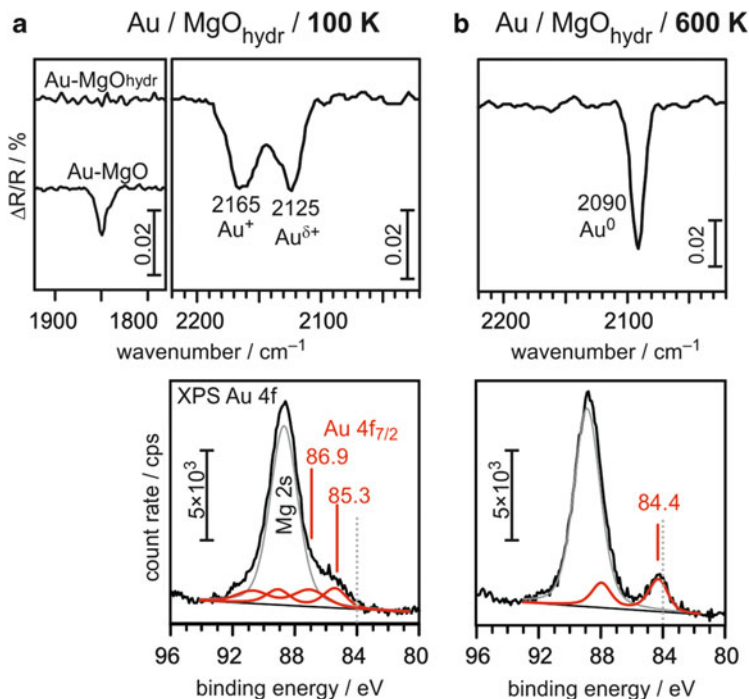 a Au / MgO_hydr / 100 K
b Au / MgO_hydr / 600 K
ΔR/R / %
Au-MgO_hydr
Au-MgO
0.02
2165
Au⁺
2125
Au^δ+
0.02
2090
Au⁰
0.02
1920 1800
2200 2100
2200 2100
wavenumber / cm⁻¹
wavenumber / cm⁻¹
count rate / cps
XPS Au 4f
5×10³
Mg 2s
Au 4f₇/₂
86.9
85.3
5×10³
84.4
96 92 88 84 80
96 92 88 84 80
binding energy / eV
binding energy / eV